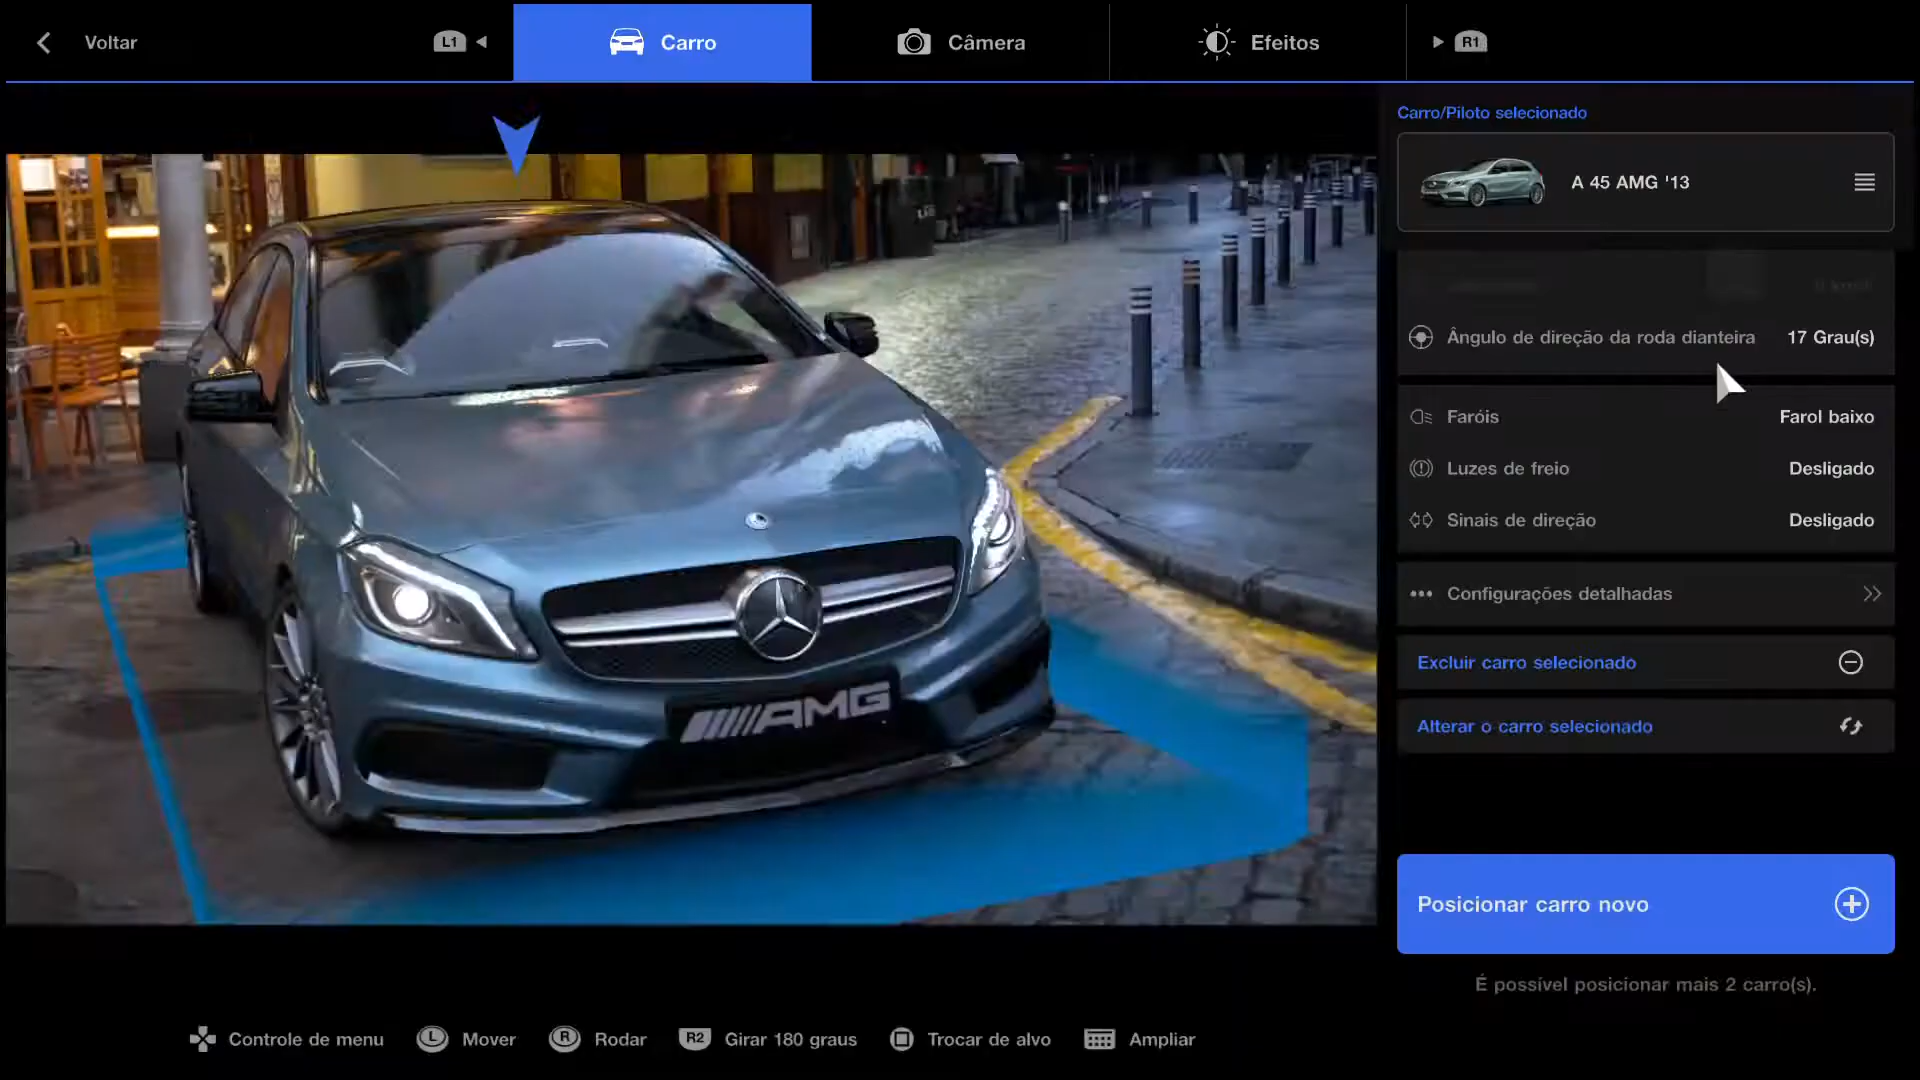 Voltar
L1
Carro
Câmera
Efeitos
R1
Carro/Piloto selecionado
A 45 AMG '13
Ângulo de direção da roda dianteira 17 Grau(s)
Faróis Farol baixo
Luzes de freio Desligado
Sinais de direção Desligado
Configurações detalhadas
Excluir carro selecionado
Alterar o carro selecionado
AMG
Posicionar carro novo
É possível posicionar mais 2 carro(s).
Controle de menu
L Mover
R Rodar
R2 Girar 180 graus
Trocar de alvo
Ampliar